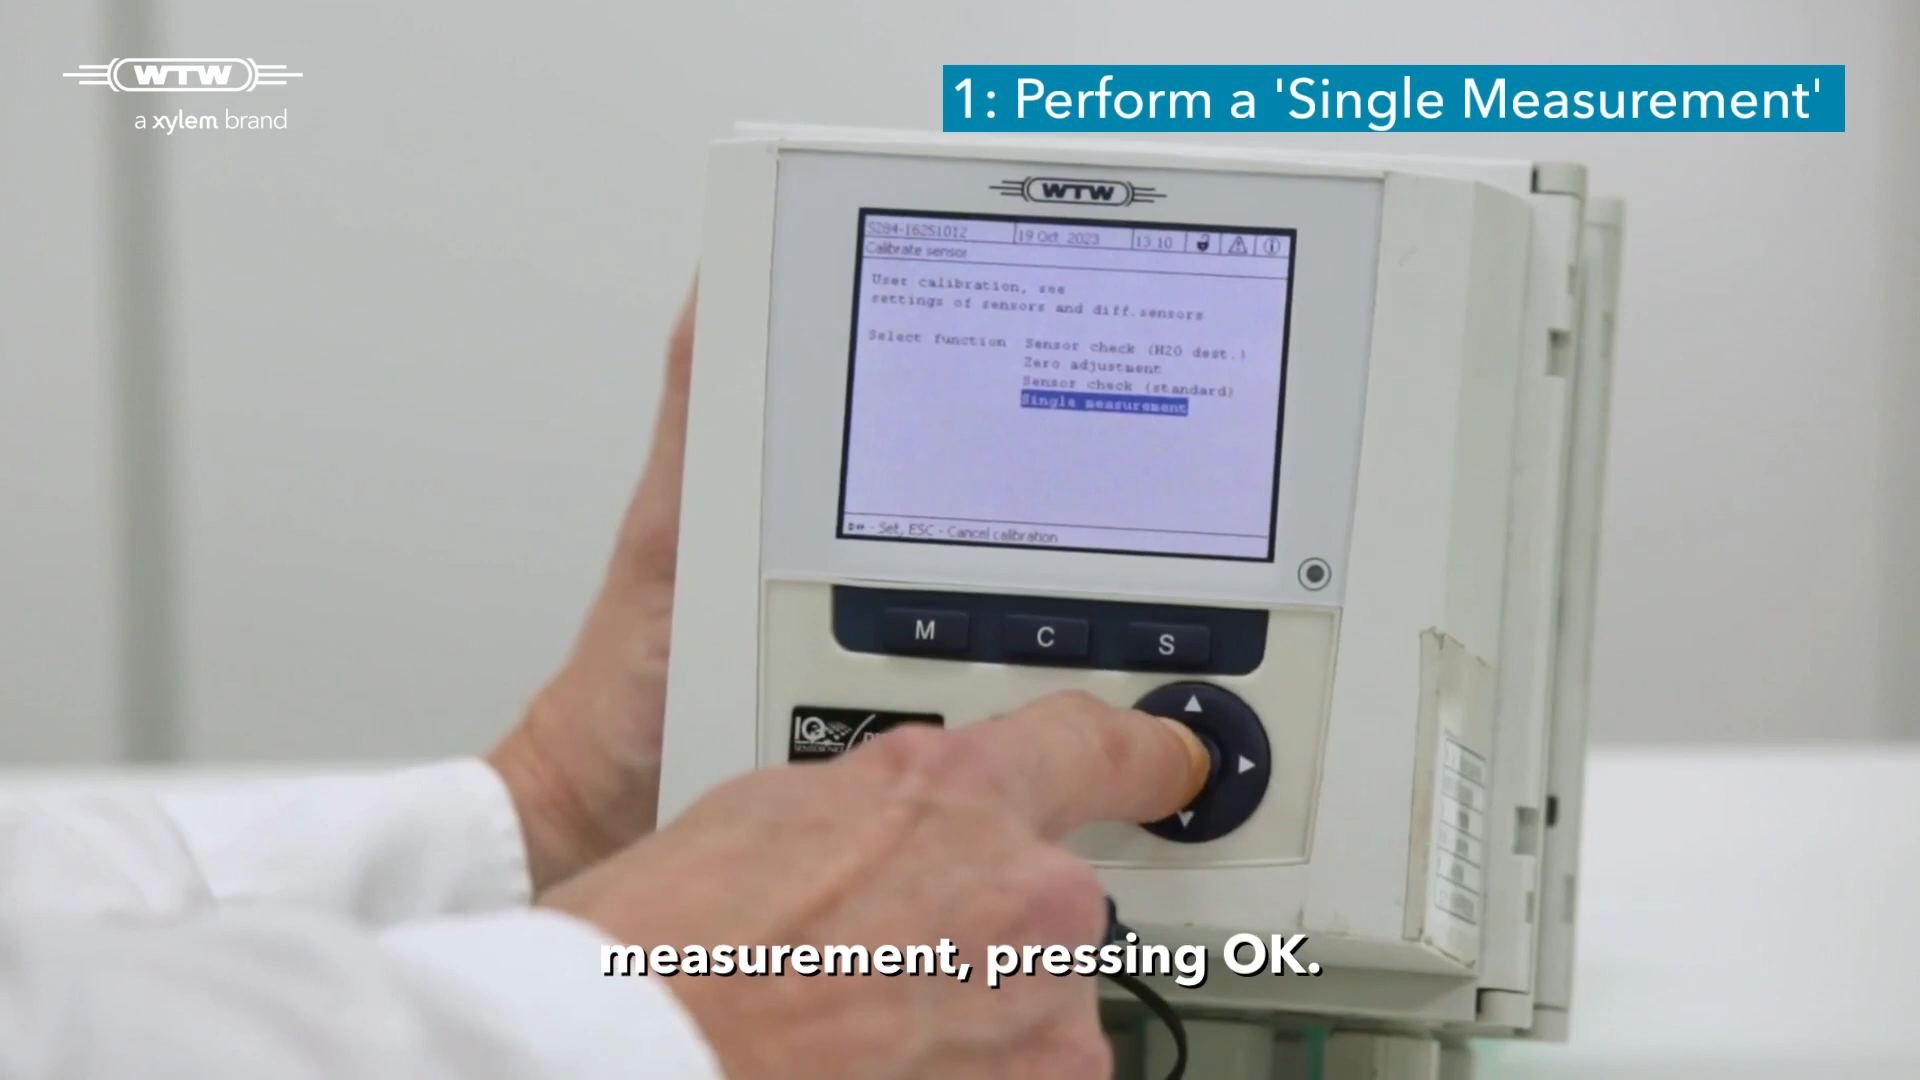 WTW
a xylem brand
1: Perform a 'Single Measurement'
WTW
S284-16251012 19 Oct 2023 13 10
Calibrate sensor
User calibration, see
settings of sensors and diff.sensors
Select function Sensor check (H2O dest.)
Zero adjustment
Sensor check (standard)
Single measurement
- Set, ESC - Cancel calibration
M C S
IQ
measurement, pressing OK.